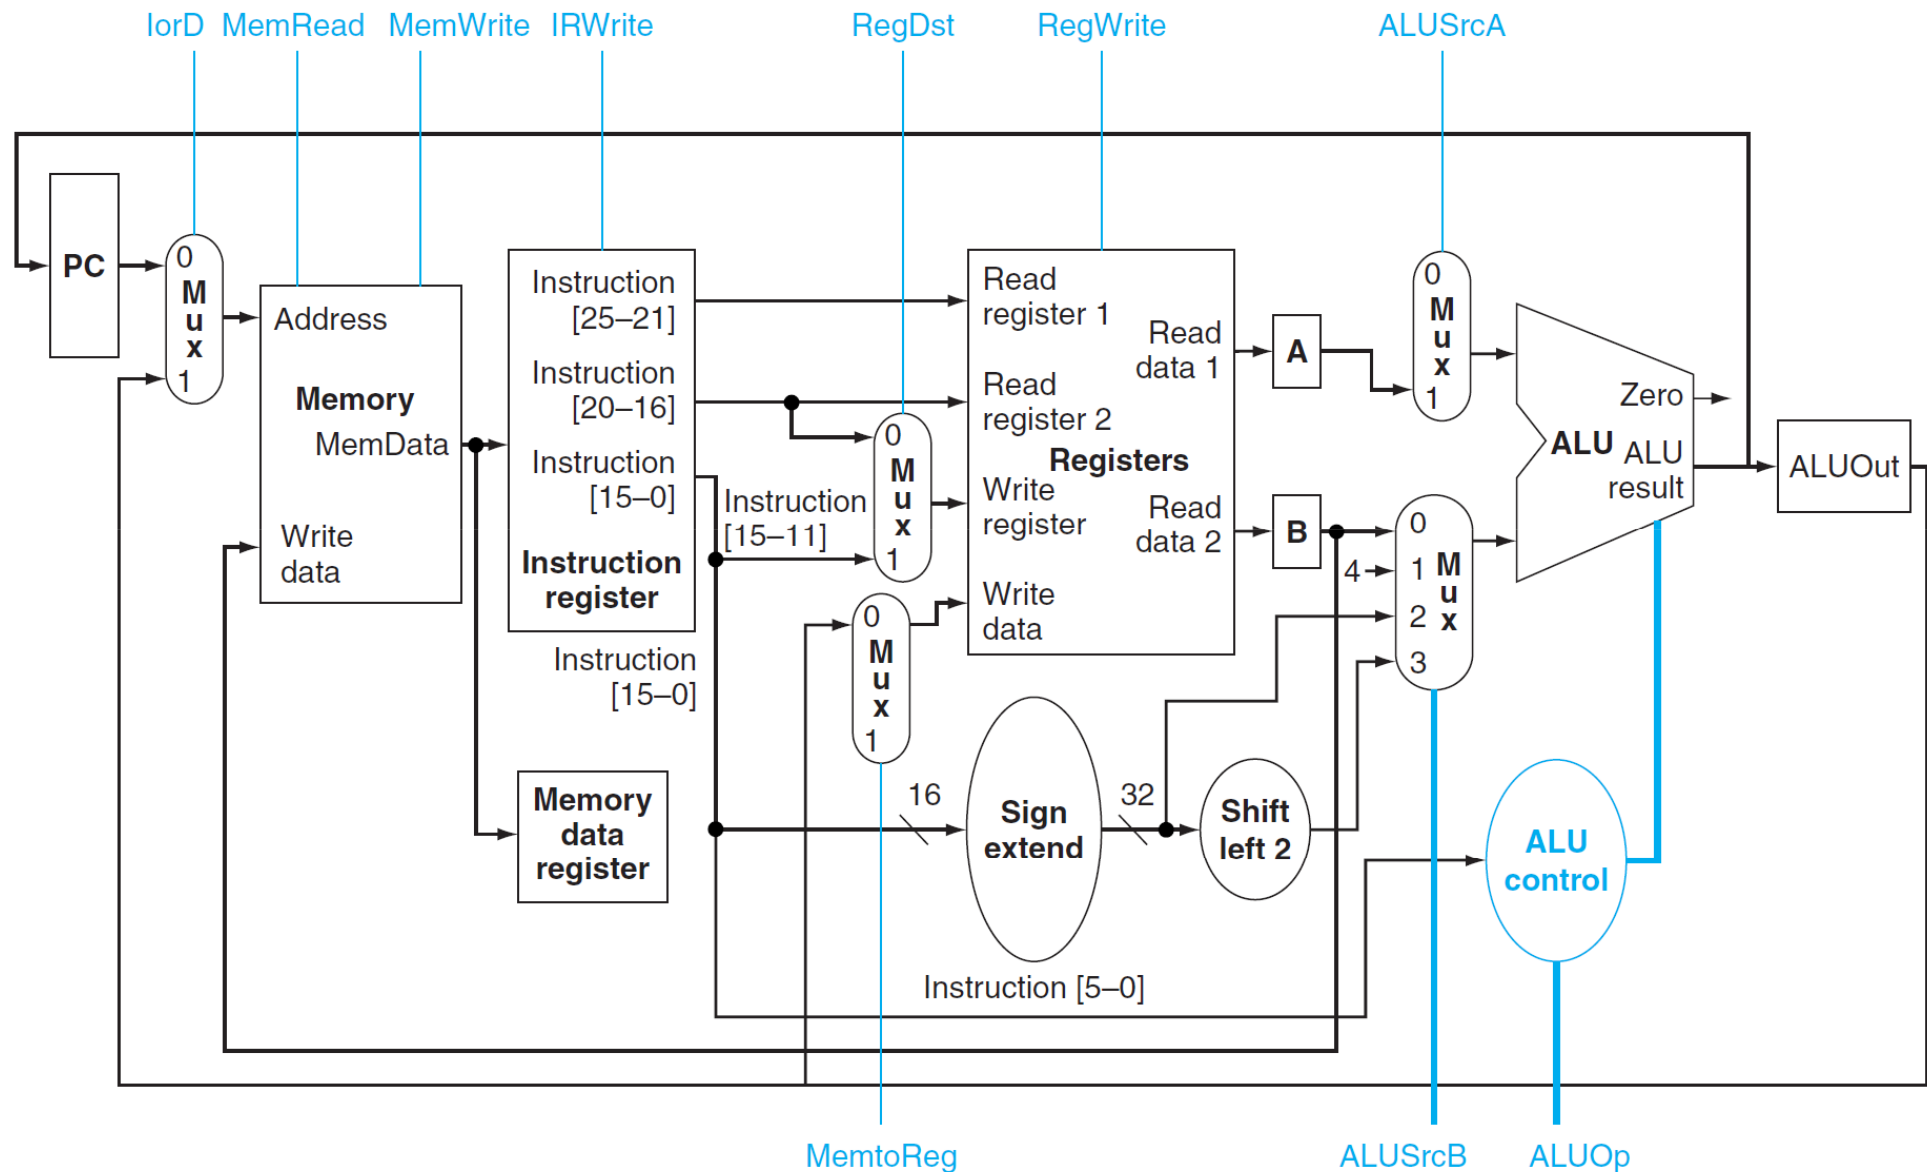 IorD MemRead MemWrite IRWrite RegDst RegWrite ALUSrcA
PC
0
M
u
x
1
Address
Memory
MemData
Write
data
Instruction
[25–21]
Instruction
[20–16]
Instruction
[15–0]
Instruction
register
Instruction
[15–0]
Memory
data
register
Instruction
[15–11]
0
M
u
x
1
0
M
u
x
1
Read
register 1
Read
register 2
Registers
Write
register
Write
data
Read
data 1
Read
data 2
16
Sign
extend
32
Shift
left 2
Instruction [5–0]
A
B
4
0
M
u
x
1
0
1 M
u
2 x
3
Zero
ALU ALU
result
ALUOut
ALU
control
MemtoReg ALUSrcB ALUOp